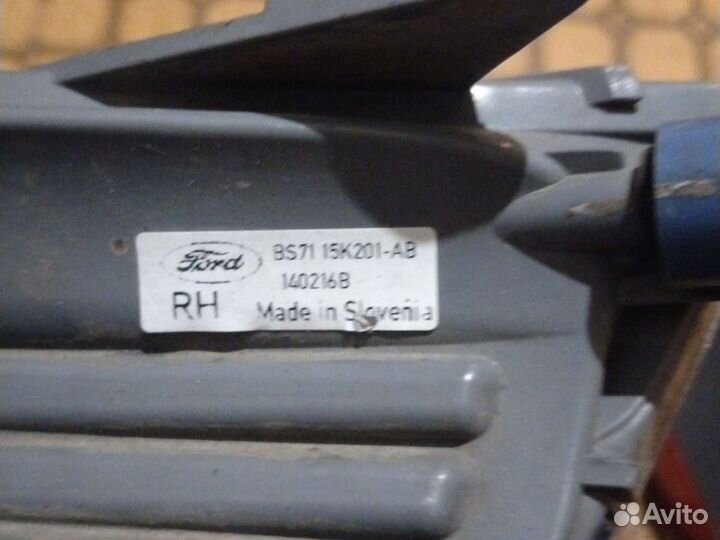 Ford
BS71 15K201-AB
140216B
RH
Made in Slovenia
Avito